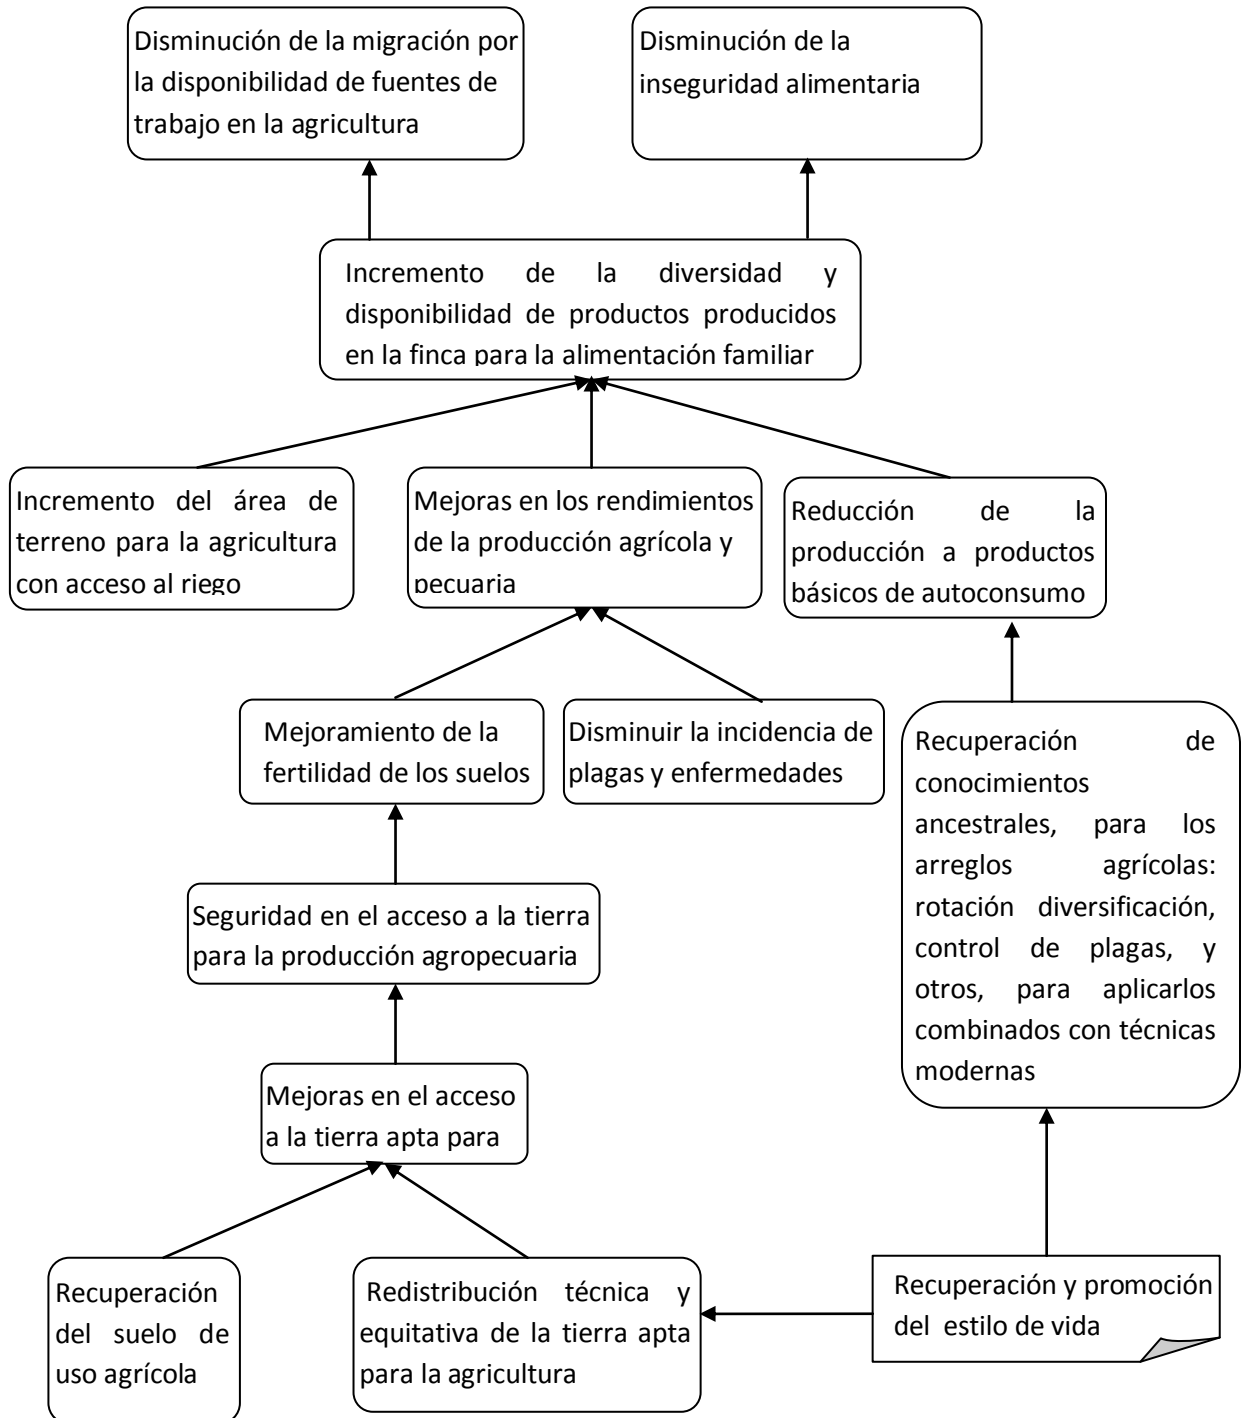 Disminución de la migración por
la disponibilidad de fuentes de
trabajo en la agricultura
Disminución de la
inseguridad alimentaria
Incremento de la diversidad y
disponibilidad de productos producidos
en la finca para la alimentación familiar
Incremento del área de
terreno para la agricultura
con acceso al riego
Mejoras en los rendimientos
de la producción agrícola y
pecuaria
Reducción de la
producción a productos
básicos de autoconsumo
Mejoramiento de la
fertilidad de los suelos
Disminuir la incidencia de
plagas y enfermedades
Recuperación de
conocimientos
ancestrales, para los
arreglos agrícolas:
rotación diversificación,
control de plagas, y
otros, para aplicarlos
combinados con técnicas
modernas
Seguridad en el acceso a la tierra
para la producción agropecuaria
Mejoras en el acceso
a la tierra apta para
Recuperación
del suelo de
uso agrícola
Redistribución técnica y
equitativa de la tierra apta
para la agricultura
Recuperación y promoción
del estilo de vida